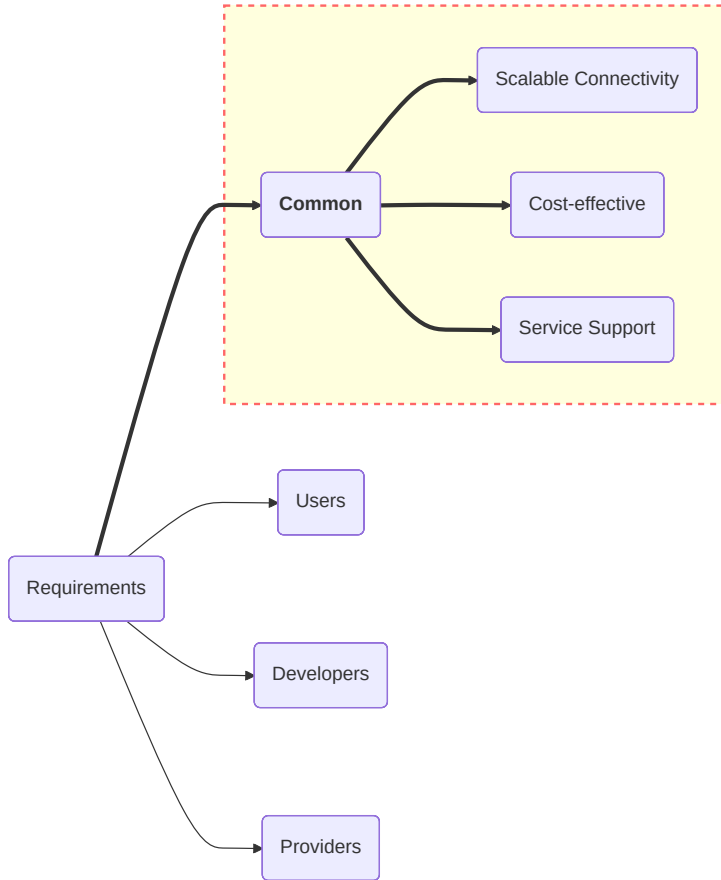 Scalable Connectivity
Common
Cost-effective
Service Support
Users
Requirements
Developers
Providers